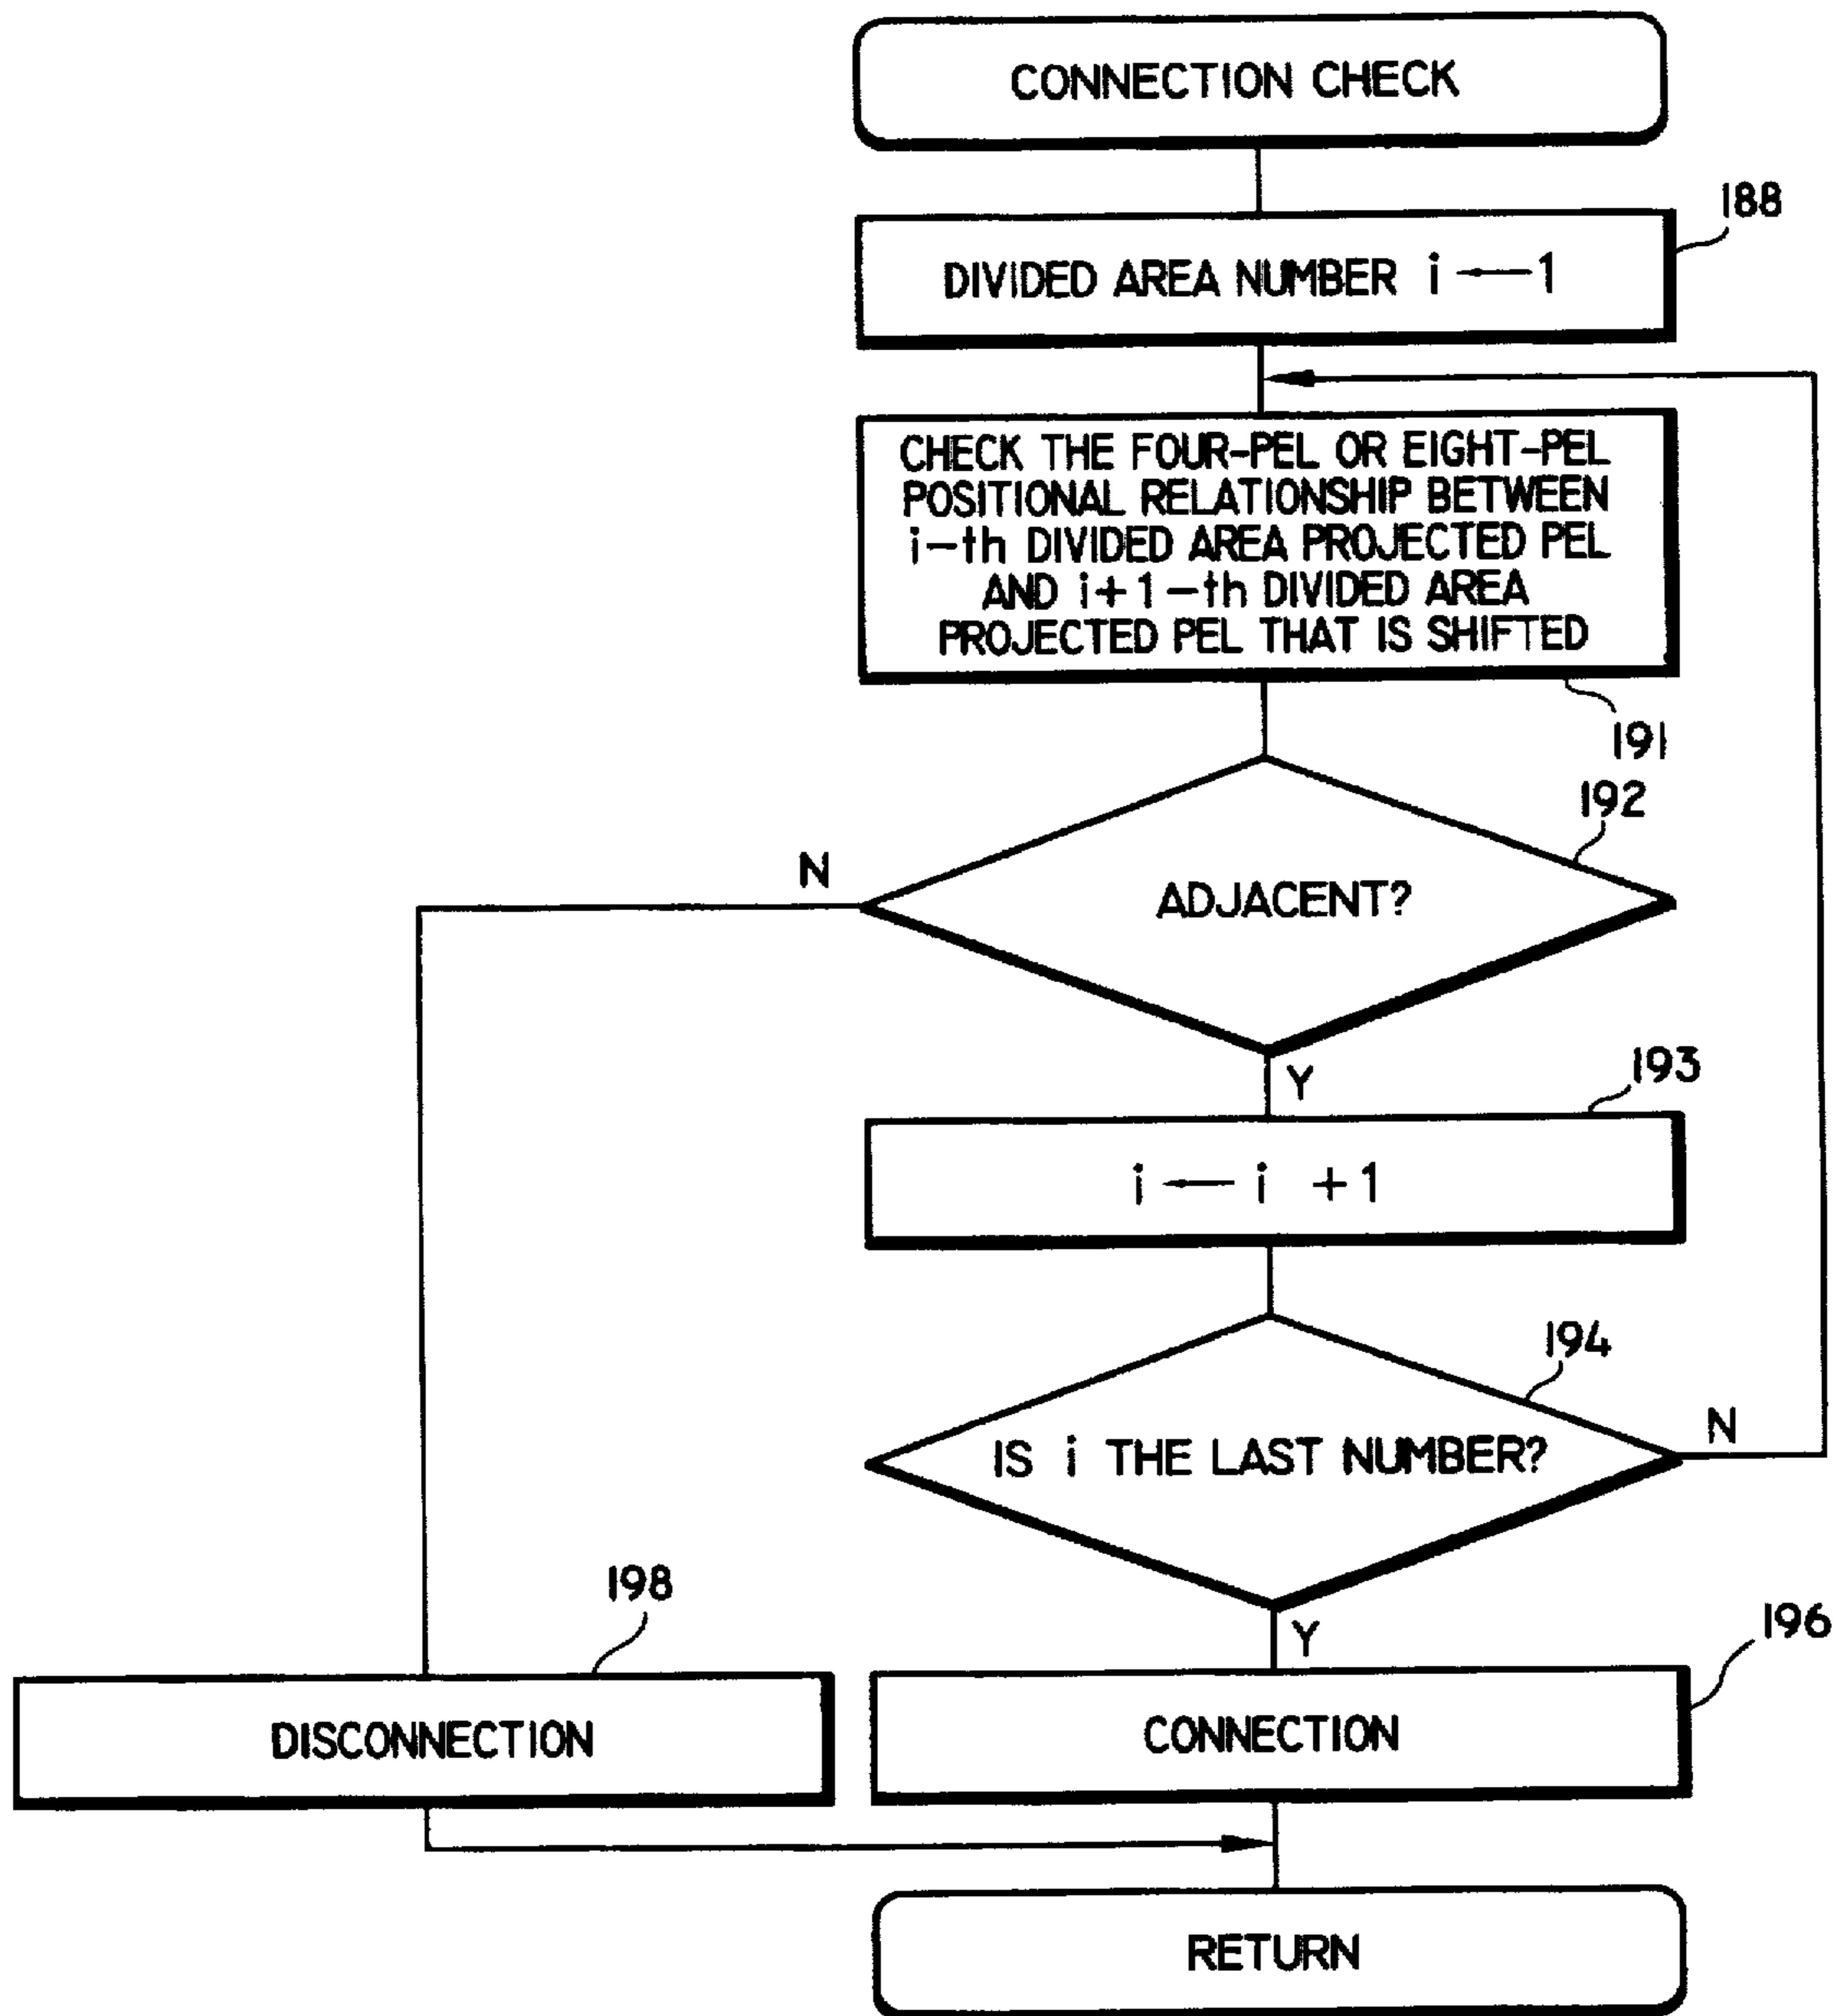 CONNECTION CHECK
188
DIVIDED AREA NUMBER i ← 1
CHECK THE FOUR-PEL OR EIGHT-PEL
POSITIONAL RELATIONSHIP BETWEEN
i-th DIVIDED AREA PROJECTED PEL
AND i+1-th DIVIDED AREA
PROJECTED PEL THAT IS SHIFTED
191
192
N
ADJACENT?
Y
193
i ← i +1
194
IS i THE LAST NUMBER?
N
Y
198
196
DISCONNECTION
CONNECTION
RETURN